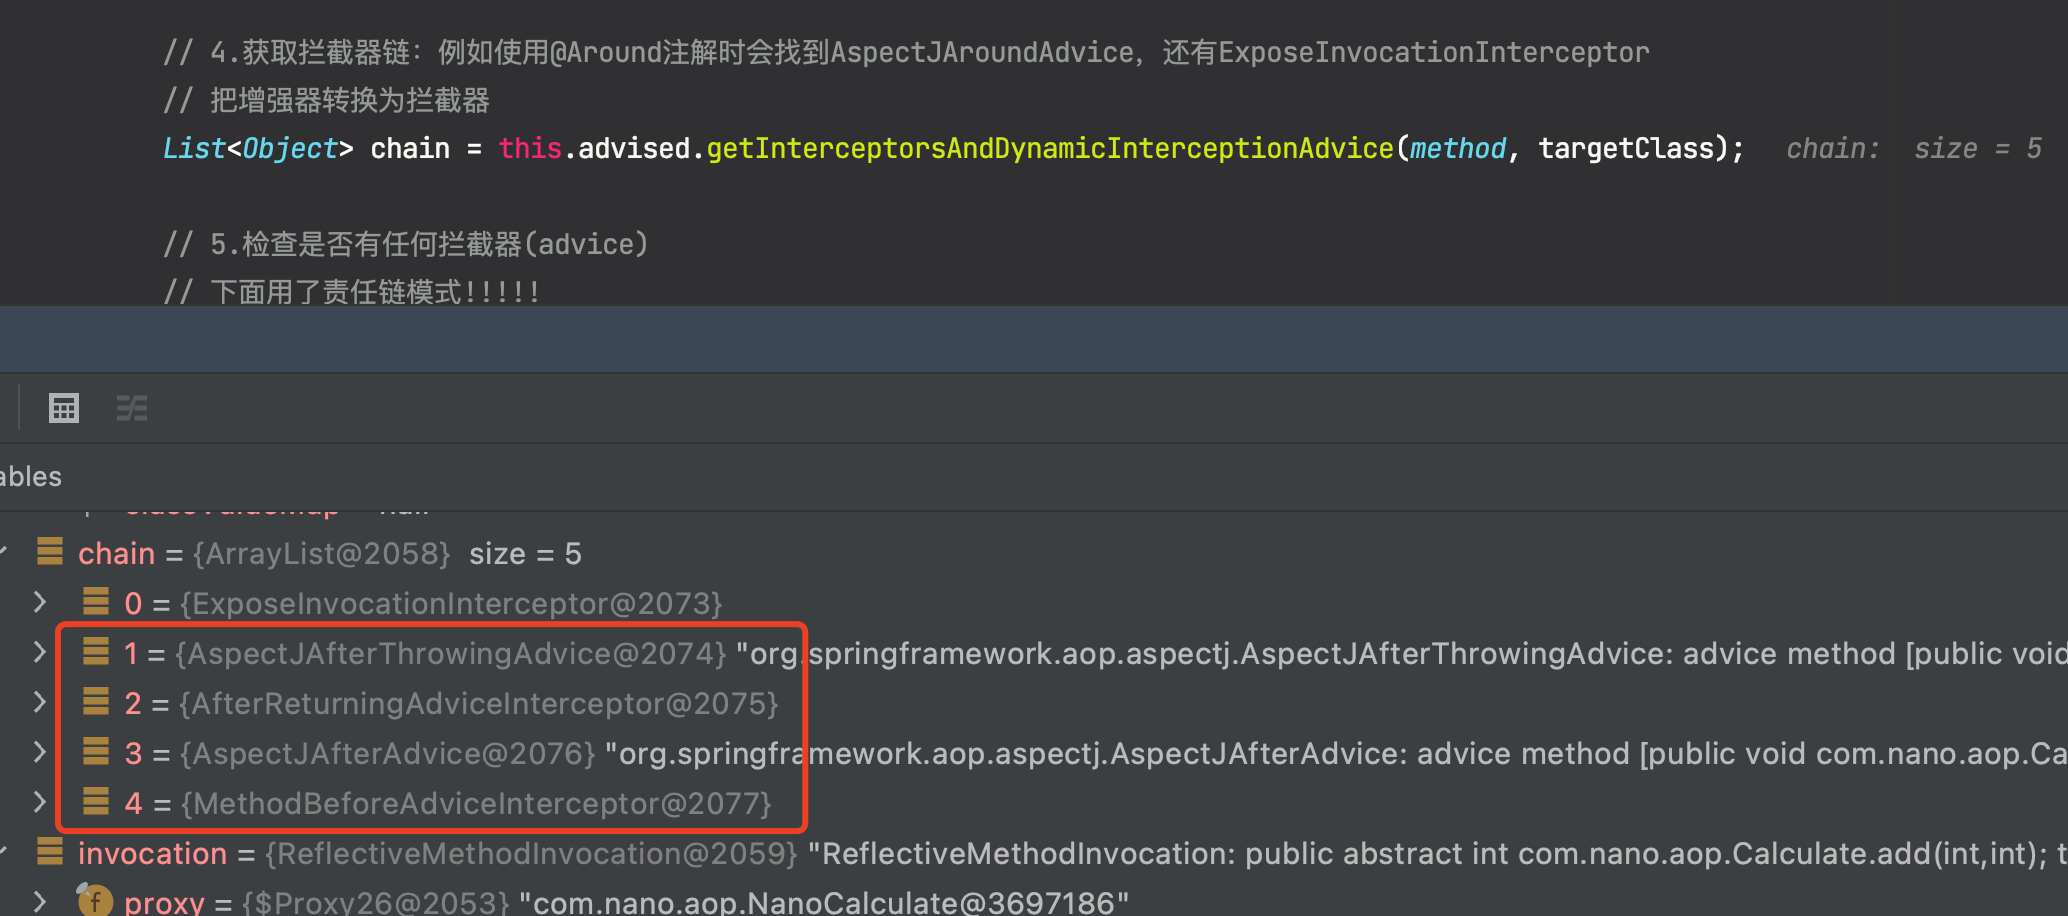 // 4.获取拦截器链：例如使用@Around注解时会找到AspectJAroundAdvice，还有ExposeInvocationInterceptor
// 把增强器转换为拦截器
List<Object> chain = this.advised.getInterceptorsAndDynamicInterceptionAdvice(method, targetClass);   chain:  size = 5
// 5.检查是否有任何拦截器(advice)
// 下面用了责任链模式!!!!!
ables
chain = {ArrayList@2058}  size = 5
0 = {ExposeInvocationInterceptor@2073}
1 = {AspectJAfterThrowingAdvice@2074} "org.springframework.aop.aspectj.AspectJAfterThrowingAdvice: advice method [public void
2 = {AfterReturningAdviceInterceptor@2075}
3 = {AspectJAfterAdvice@2076} "org.springframework.aop.aspectj.AspectJAfterAdvice: advice method [public void com.nano.aop.Ca
4 = {MethodBeforeAdviceInterceptor@2077}
invocation = {ReflectiveMethodInvocation@2059} "ReflectiveMethodInvocation: public abstract int com.nano.aop.Calculate.add(int,int); t
f proxy = {$Proxy26@2053} "com.nano.aop.NanoCalculate@3697186"